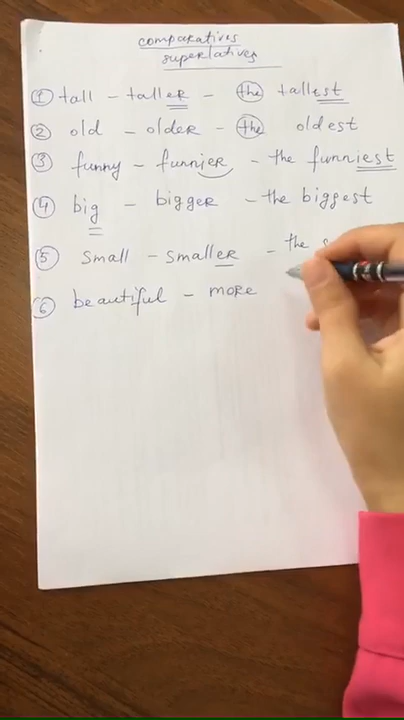 comparatives
superlatives
1 tall - taller - the tallest
2 old - older - the oldest
3 funny - funnier - the funniest
4 big - bigger - the biggest
5 small - smaller - the
6 beautiful - more